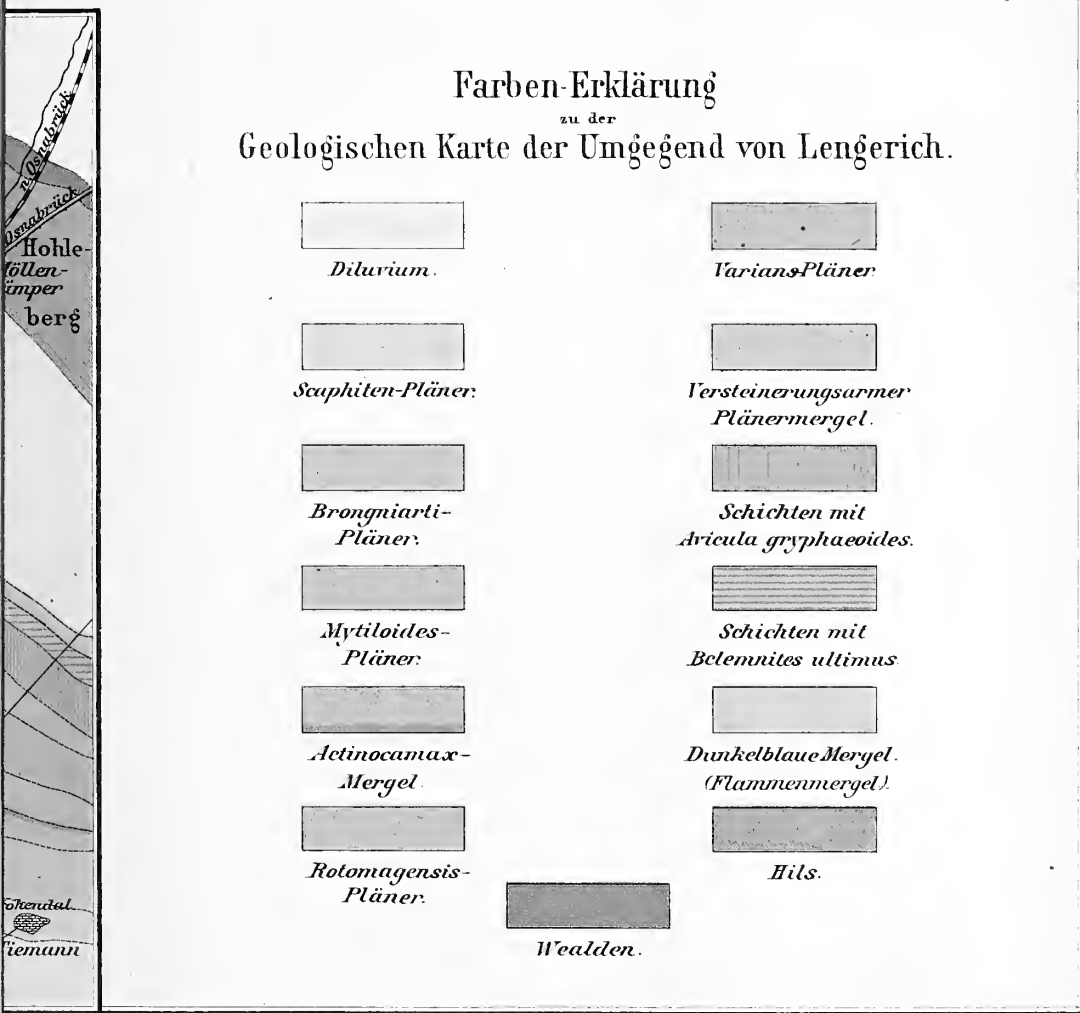 Farben-Erklärung
zu der
Geologischen Karte der Umgegend von Lengerich.
Diluvium.
Scaphiten-Pläner.
Brongniarti-
Pläner.
Mytiloides-
Pläner.
Actinocamax-
Mergel.
Rotomagensis-
Pläner.
Varians-Pläner
Versteinerungsarmer
Plänermergel.
Schichten mit
Avicula gryphaeoides.
Schichten mit
Belemnites ultimus
Dunkelblaue Mergel.
(Flammenmergel).
Hils.
Wealden.
n. Osnabrück
Osnabrück
Hohle-
berg